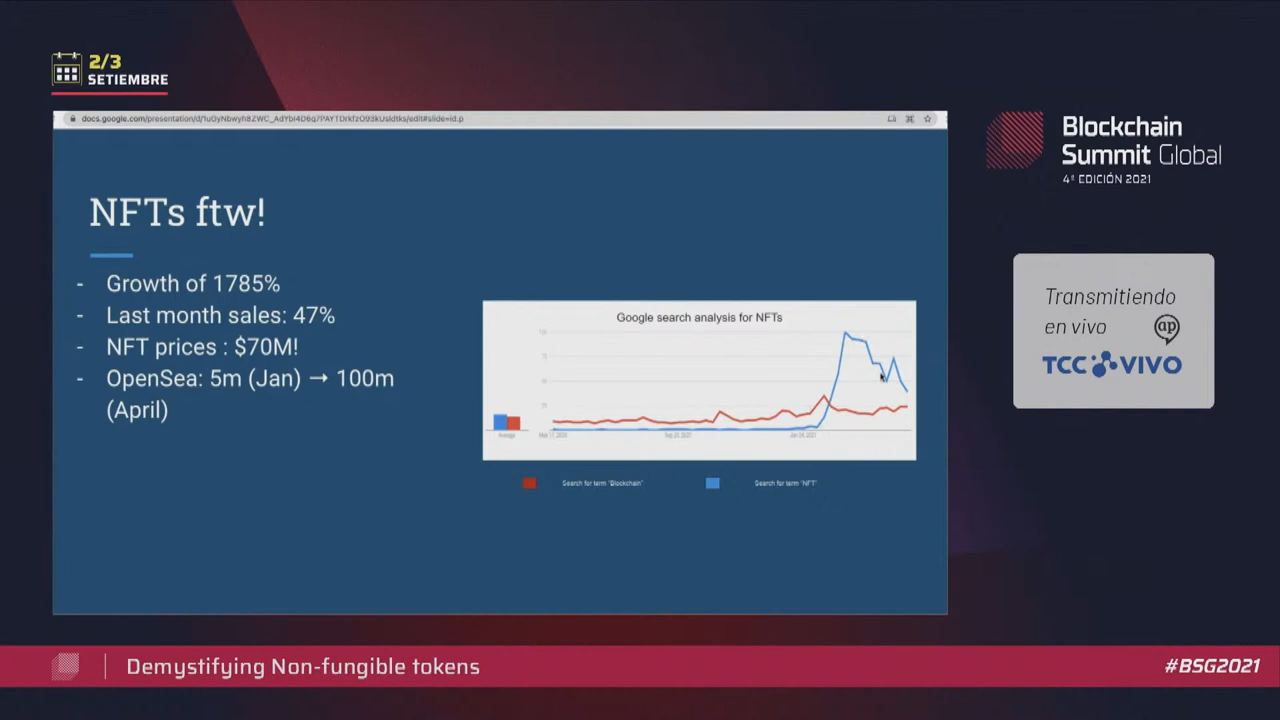 2/3
SETIEMBRE
Blockchain
Summit Global
4ª EDICIÓN 2021
NFTs ftw!
- Growth of 1785%
- Last month sales: 47%
- NFT prices : $70M!
- OpenSea: 5m (Jan) → 100m
(April)
Google search analysis for NFTs
Average
Search for term "Blockchain"
Search for term "NFT"
Transmitiendo
en vivo
ap
TCC VIVO
Demystifying Non-fungible tokens
#BSG2021